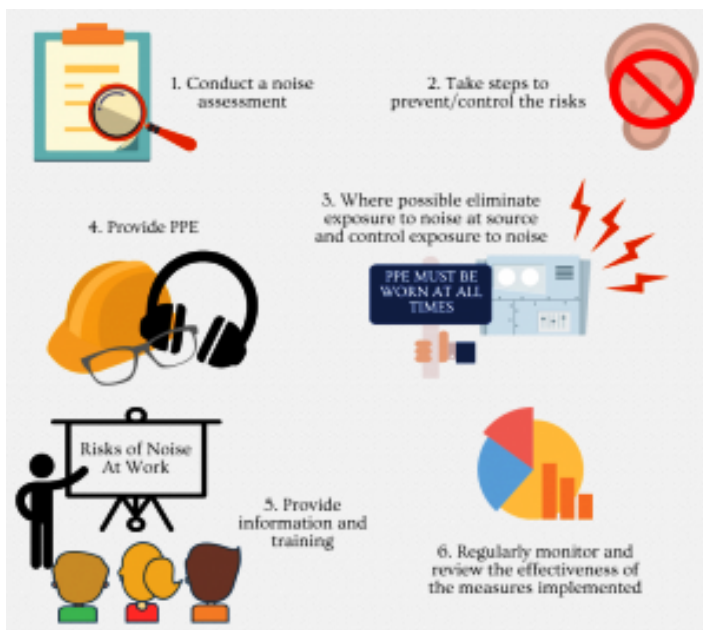 1. Conduct a noise
assessment
2. Take steps to
prevent/control the risks
3. Where possible eliminate
exposure to noise at source
and control exposure to noise
PPE MUST BE
WORN AT ALL
TIMES
4. Provide PPE
Risks of Noise
At Work
5. Provide
information and
training
6. Regularly monitor and
review the effectiveness of
the measures implemented